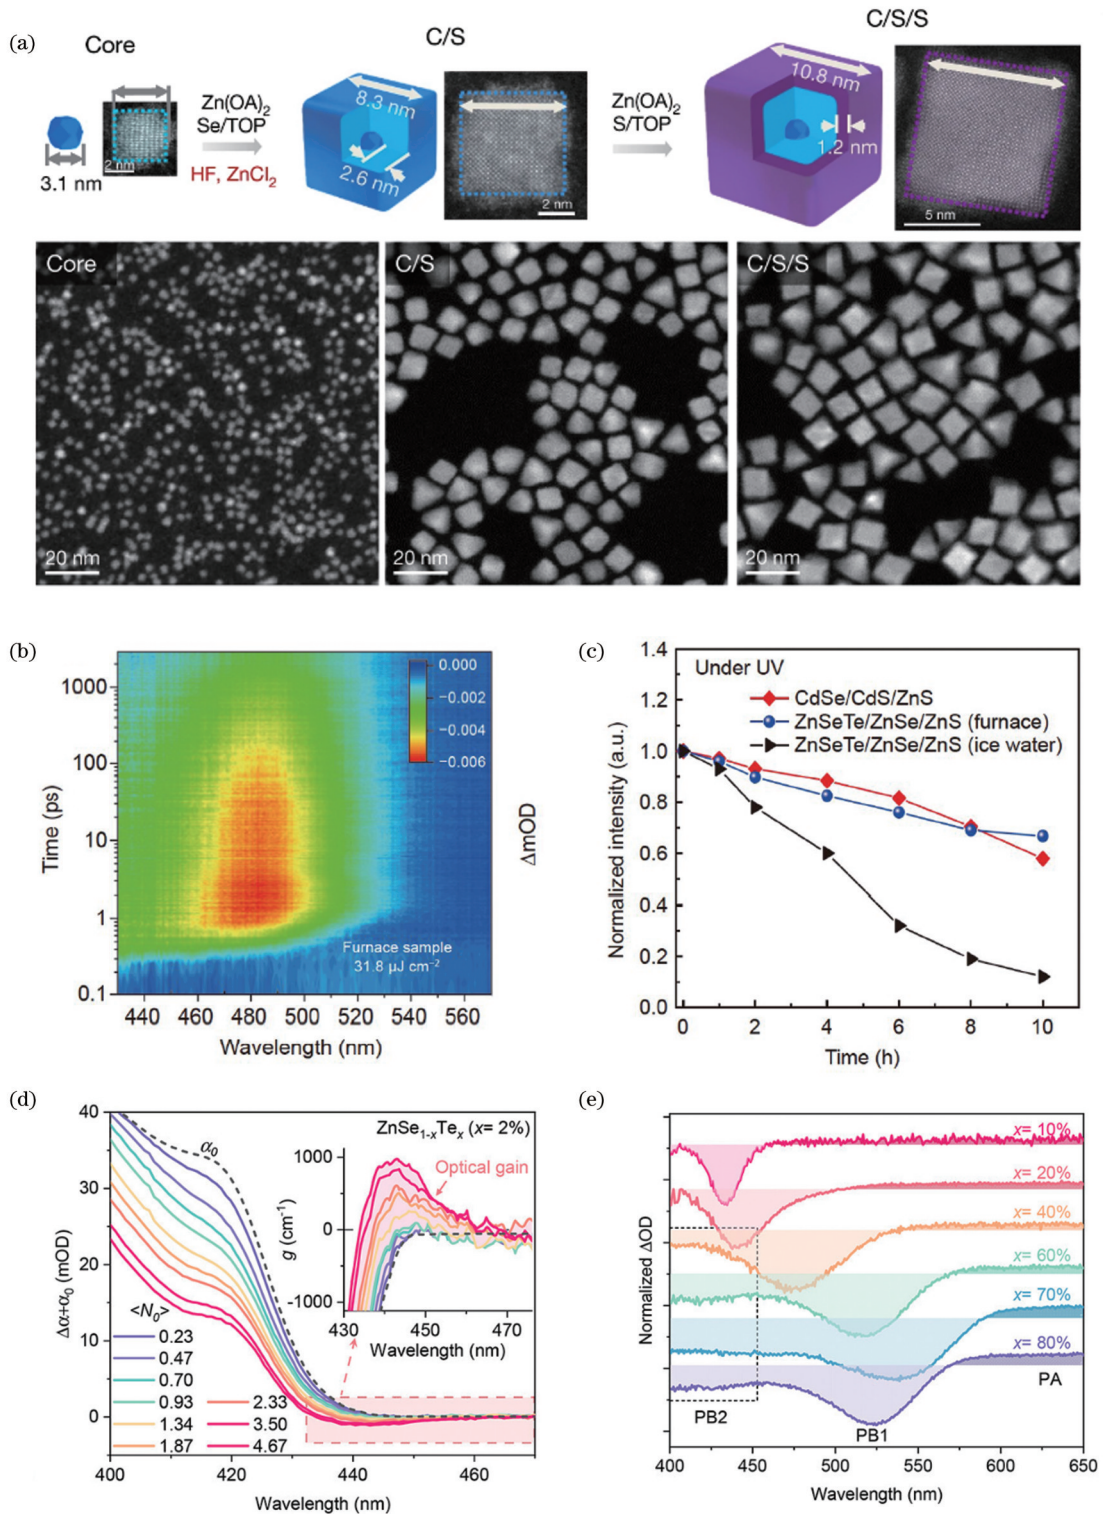 (a)
Core
C/S
C/S/S
3.1 nm
2 nm
Zn(OA)2
Se/TOP
HF, ZnCl2
8.3 nm
2.6 nm
2 nm
Zn(OA)2
S/TOP
10.8 nm
1.2 nm
5 nm
Core
20 nm
C/S
20 nm
C/S/S
20 nm
(b)
Time (ps)
1000
100
10
1
0.1
0.000
−0.002
−0.004
−0.006
ΔmOD
Furnace sample
31.8 μJ cm−2
440 460 480 500 520 540 560
Wavelength (nm)
(c)
Normalized intensity (a.u.)
1.4
1.2
1.0
0.8
0.6
0.4
0.2
0.0
Under UV
CdSe/CdS/ZnS
ZnSeTe/ZnSe/ZnS (furnace)
ZnSeTe/ZnSe/ZnS (ice water)
0 2 4 6 8 10
Time (h)
(d)
Δα+α0 (mOD)
40
30
20
10
0
α0
ZnSe1-xTex (x= 2%)
<N0>
0.23
0.47
0.70
0.93
1.34
1.87
2.33
3.50
4.67
g (cm−1)
1000
0
-1000
Optical gain
430 440 450 460 470
Wavelength (nm)
400 420 440 460
Wavelength (nm)
(e)
Normalized ΔOD
x= 10%
x= 20%
x= 40%
x= 60%
x= 70%
x= 80%
PA
PB2
PB1
400 450 500 550 600 650
Wavelength (nm)